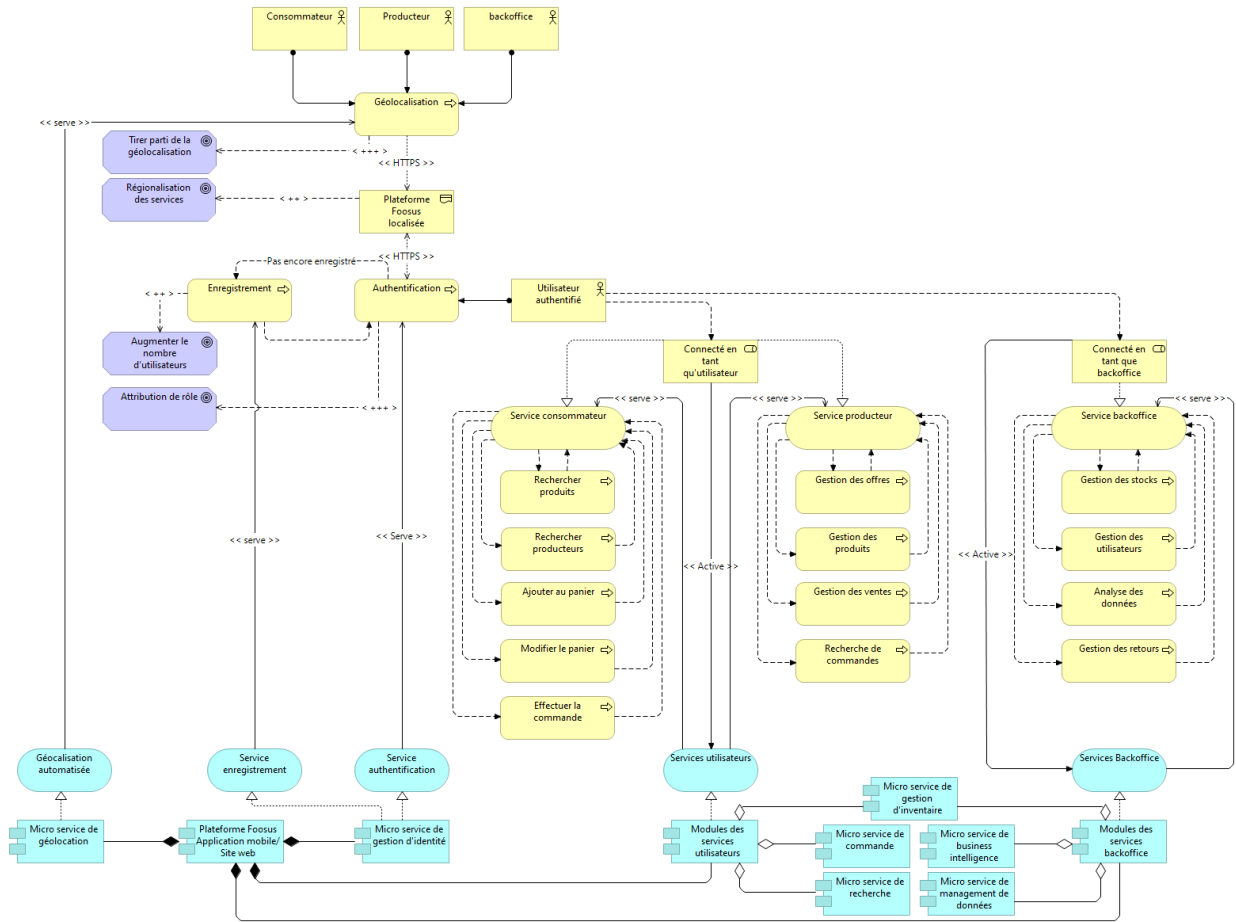 Consommateur
Producteur
backoffice
Géolocalisation
<< serve >>
Tirer parti de la
géolocalisation
< +++ >
<< HTTPS >>
Régionalisation
des services
< ++ >
Plateforme
Foosus
localisée
<< HTTPS >>
Pas encore enregistré
Enregistrement
Authentification
Utilisateur
authentifié
< ++ >
Augmenter le
nombre
d'utilisateurs
Connecté en
tant
qu'utilisateur
Connecté en
tant que
backoffice
Attribution de rôle
< +++ >
<< serve >>
<< serve >>
<< serve >>
Service consommateur
Service producteur
Service backoffice
Rechercher
produits
Gestion des offres
Gestion des stocks
<< serve >>
<< Serve >>
Rechercher
producteurs
Gestion des
produits
Gestion des
utilisateurs
<< Active >>
<< Active >>
Ajouter au panier
Gestion des ventes
Analyse des
données
Modifier le panier
Recherche de
commandes
Gestion des retours
Effectuer la
commande
Géocalisation
automatisée
Service
enregistrement
Service
authentification
Services utilisateurs
Services Backoffice
Micro service de
gestion
d'inventaire
Micro service de
géolocation
Plateforme Foosus
Application mobile/
Site web
Micro service de
gestion d'identité
Modules des
services
utilisateurs
Micro service de
commande
Micro service de
business
intelligence
Modules des
services
backoffice
Micro service de
recherche
Micro service de
management de
données